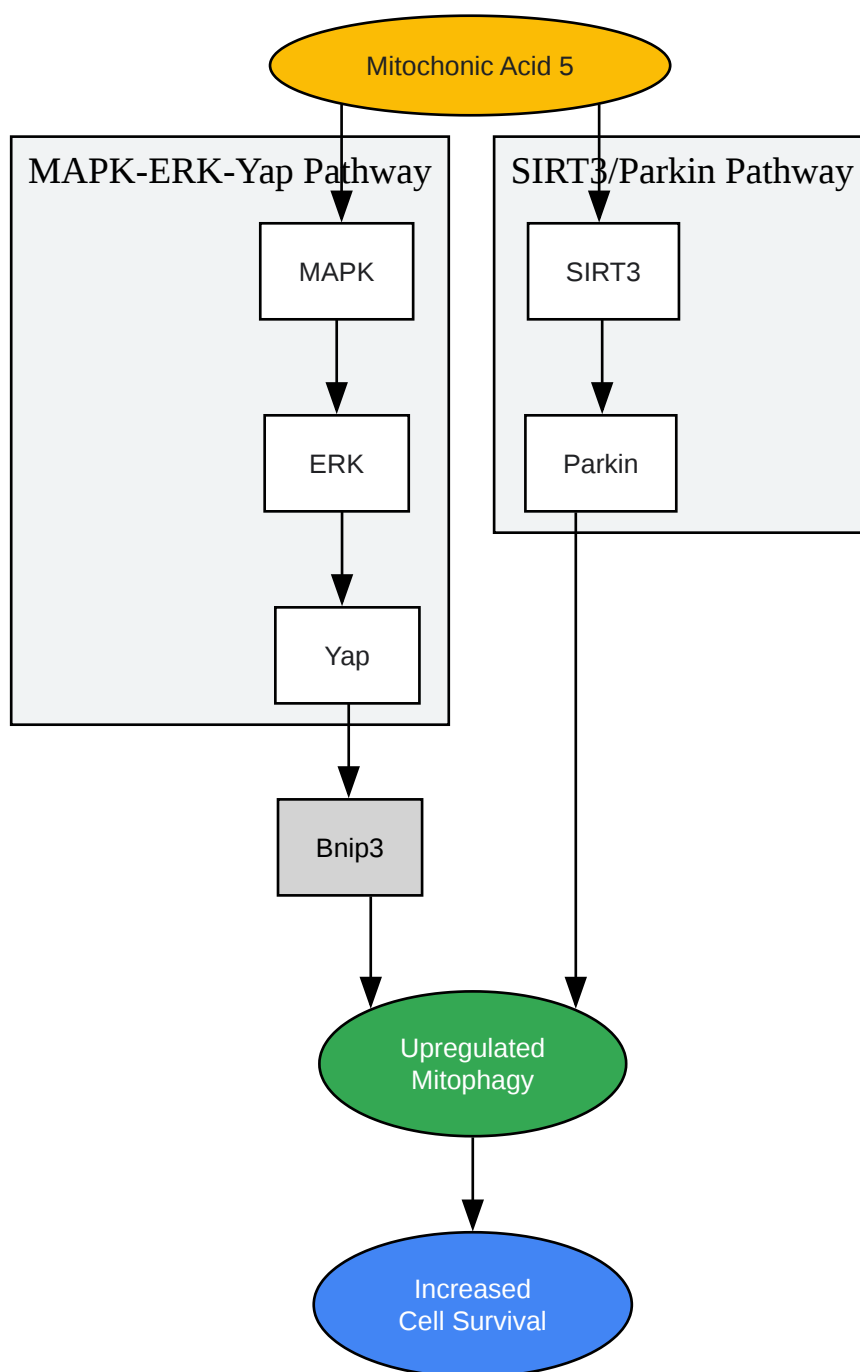 Mitochonic Acid 5
MAPK-ERK-Yap Pathway
SIRT3/Parkin Pathway
MAPK
SIRT3
ERK
Parkin
Yap
Bnip3
Upregulated
Mitophagy
Increased
Cell Survival